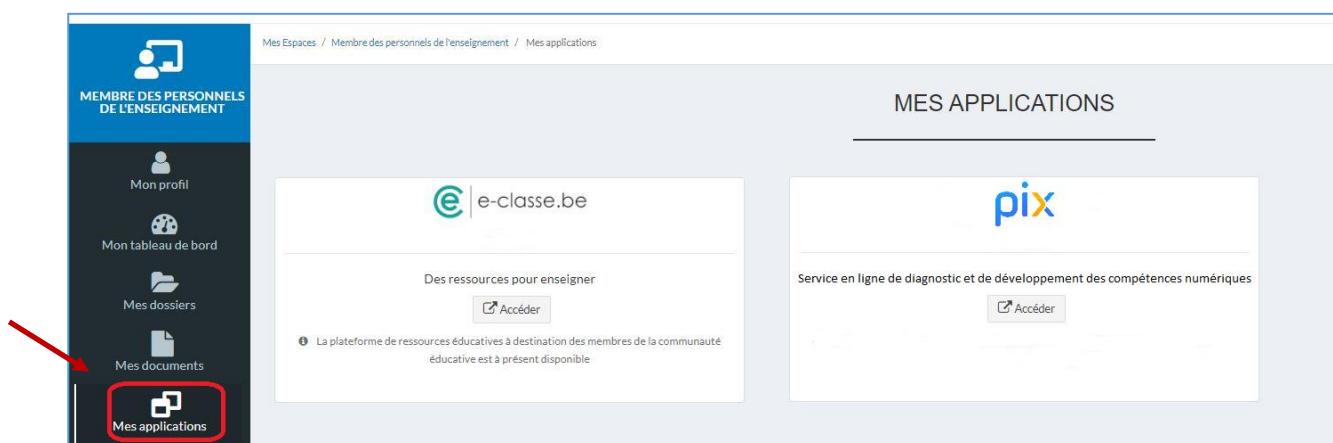 MEMBRE DES PERSONNELS
DE L'ENSEIGNEMENT
Mon profil
Mon tableau de bord
Mes dossiers
Mes documents
Mes applications
Mes Espaces / Membre des personnels de l'enseignement / Mes applications
MES APPLICATIONS
e e-classe.be
Des ressources pour enseigner
Accéder
La plateforme de ressources éducatives à destination des membres de la communauté
éducative est à présent disponible
pix
Service en ligne de diagnostic et de développement des compétences numériques
Accéder